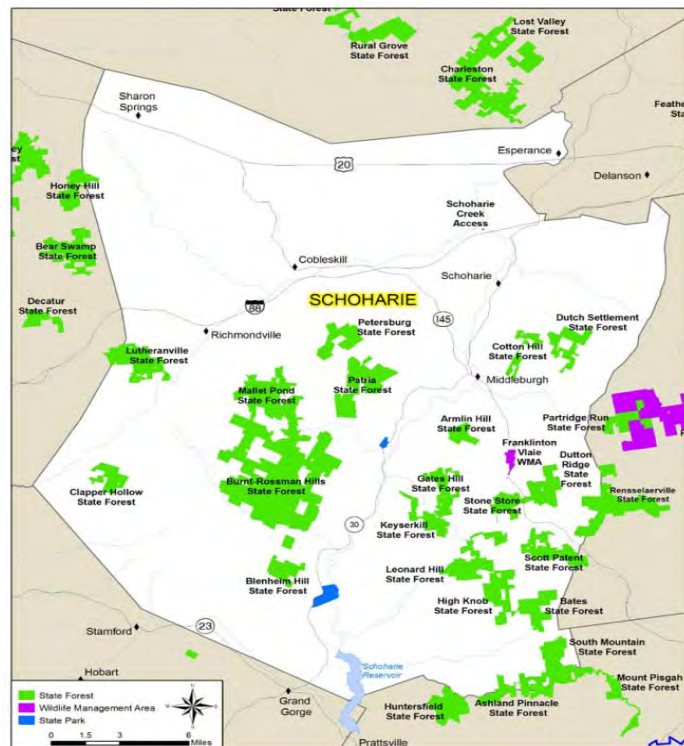 State Forest
Rural Grove
State Forest
Lost Valley
State Forest
Charleston
State Forest
Sharon
Springs
20
Esperance
Delanson
Honey Hill
State Forest
Schoharie
Creek
Access
Bear Swamp
State Forest
Cobleskill
Schoharie
Decatur
State Forest
88
SCHOHARIE
145
Richmondville
Petersburg
State Forest
Dutch Settlement
State Forest
Cotton Hill
State Forest
Lutheranville
State Forest
Mallet Pond
State Forest
Patria
State Forest
Middleburgh
Armlin Hill
State Forest
Partridge Run
State Forest
Franklinton
Vlaie
WMA
Dutton
Ridge
State
Forest
Clapper Hollow
State Forest
Burnt-Rossman Hills
State Forest
Gates Hill
State Forest
Stone Store
State Forest
Rensselaerville
State Forest
30
Keyserkill
State Forest
Blenheim Hill
State Forest
Leonard Hill
State Forest
Scott Patent
State Forest
High Knob
State Forest
Bates
State Forest
Stamford
23
South Mountain
State Forest
Hobart
Schoharie
Reservoir
Mount Pisgah
State Forest
Grand
Gorge
Huntersfield
State Forest
Ashland Pinnacle
State Forest
Prattsville
State Forest
Wildlife Management Area
State Park
N
0 1.5 3 6
Miles